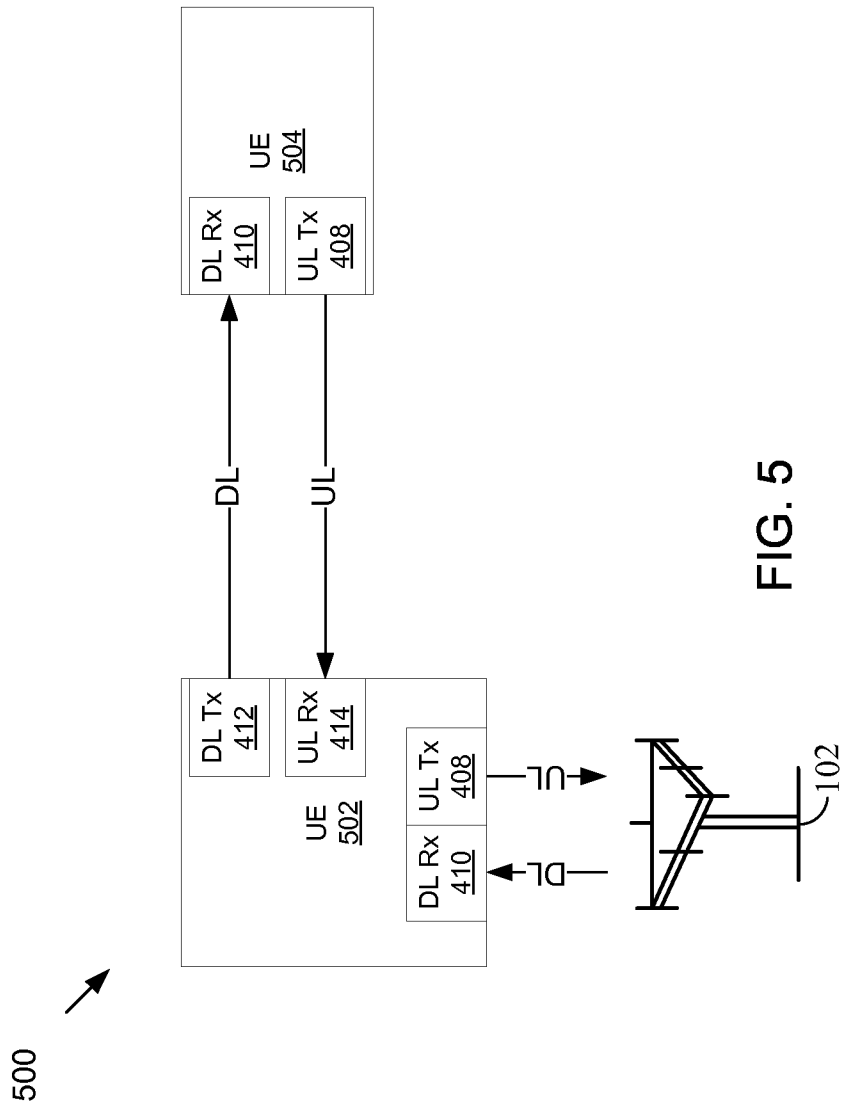 500
UE
502
DL Tx
412
UL Rx
414
DL Rx
410
UL Tx
408
DL
UL
UE
504
DL Rx
410
UL Tx
408
DL
UL
102
FIG. 5